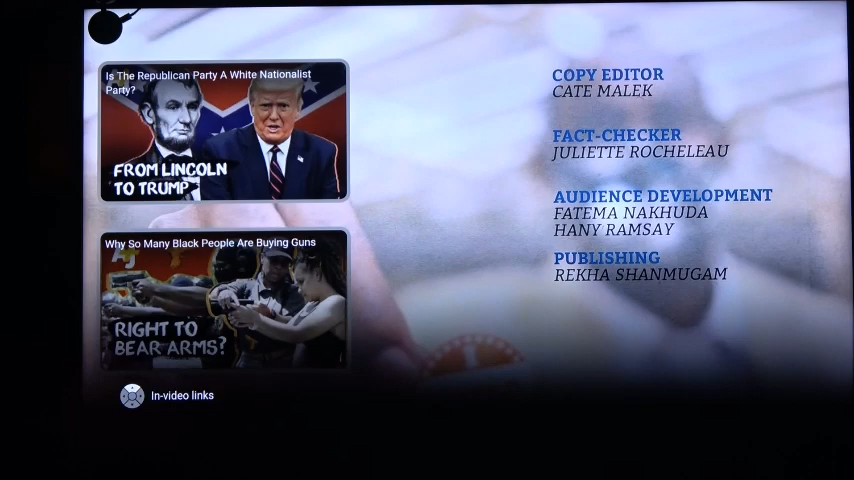 Is The Republican Party A White Nationalist
Party?
FROM LINCOLN
TO TRUMP
Why So Many Black People Are Buying Guns
AJ
RIGHT TO
BEAR ARMS?
In-video links
COPY EDITOR
CATE MALEK
FACT-CHECKER
JULIETTE ROCHELEAU
AUDIENCE DEVELOPMENT
FATEMA NAKHUDA
HANY RAMSAY
PUBLISHING
REKHA SHANMUGAM